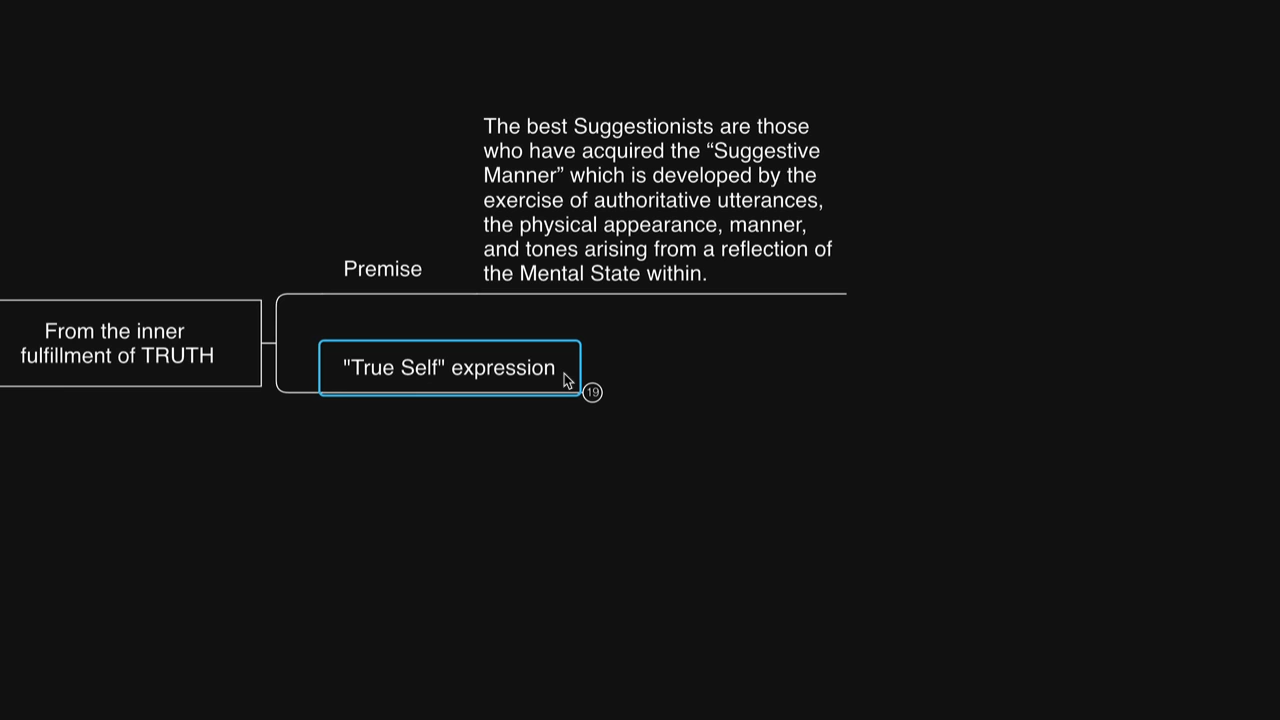 The best Suggestionists are those
who have acquired the “Suggestive
Manner” which is developed by the
exercise of authoritative utterances,
the physical appearance, manner,
and tones arising from a reflection of
the Mental State within.
Premise
From the inner
fulfillment of TRUTH
"True Self" expression
19